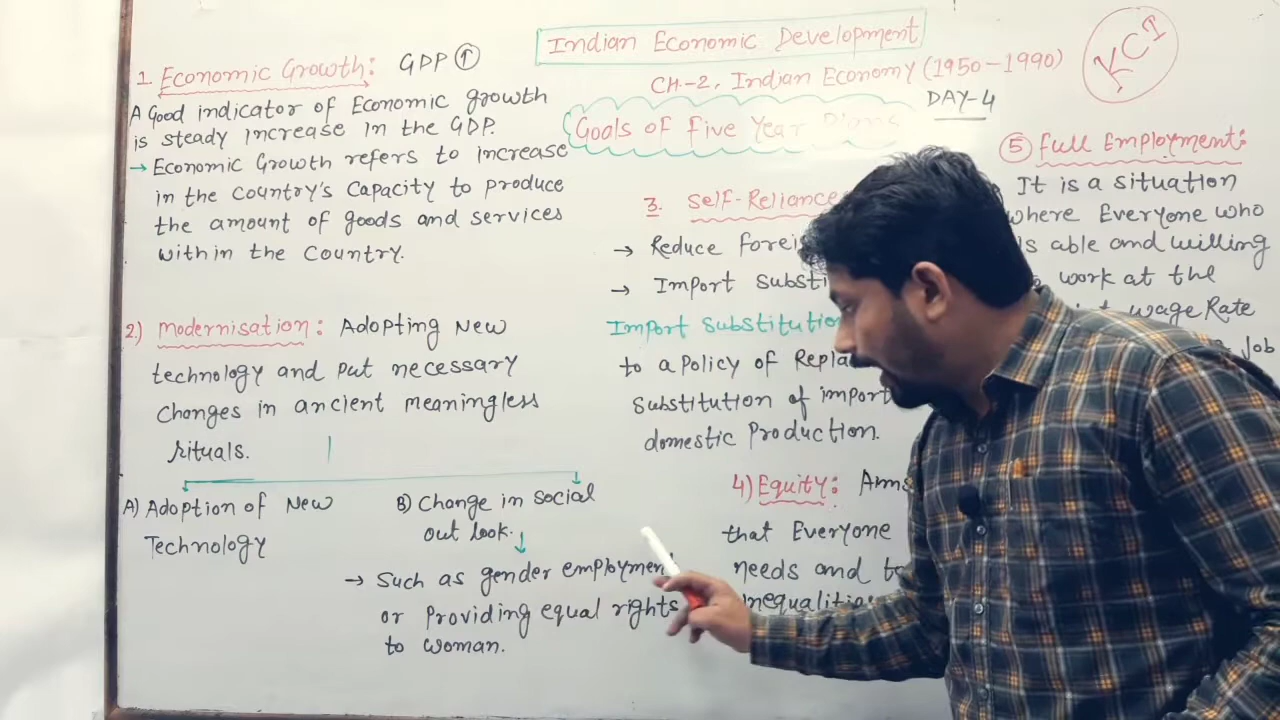 Indian Economic Development
CH-2, Indian Economy (1950-1990)
KCI
DAY-4
Goals of Five Year Plans
1. Economic Growth: GDP ↑
A Good indicator of Economic growth
is steady increase in the GDP.
→ Economic Growth refers to increase
in the Country's Capacity to produce
the amount of goods and services
within the Country.
2.) Modernisation: Adopting New
technology and put necessary
Changes in ancient meaningless
rituals.
A) Adoption of New
Technology
B) Change in social
out look.
→ Such as gender employment
or Providing equal rights
to woman.
3. Self-Reliance
→ Reduce
→ Import
Import Substitution
to a Policy of
Substitution of import
domestic Production.
4) Equity: Aims
that Everyone
needs and
inequalities
5 Full Employment:
It is a situation
where Everyone who
is able and willing
work at the
wage Rate
Job